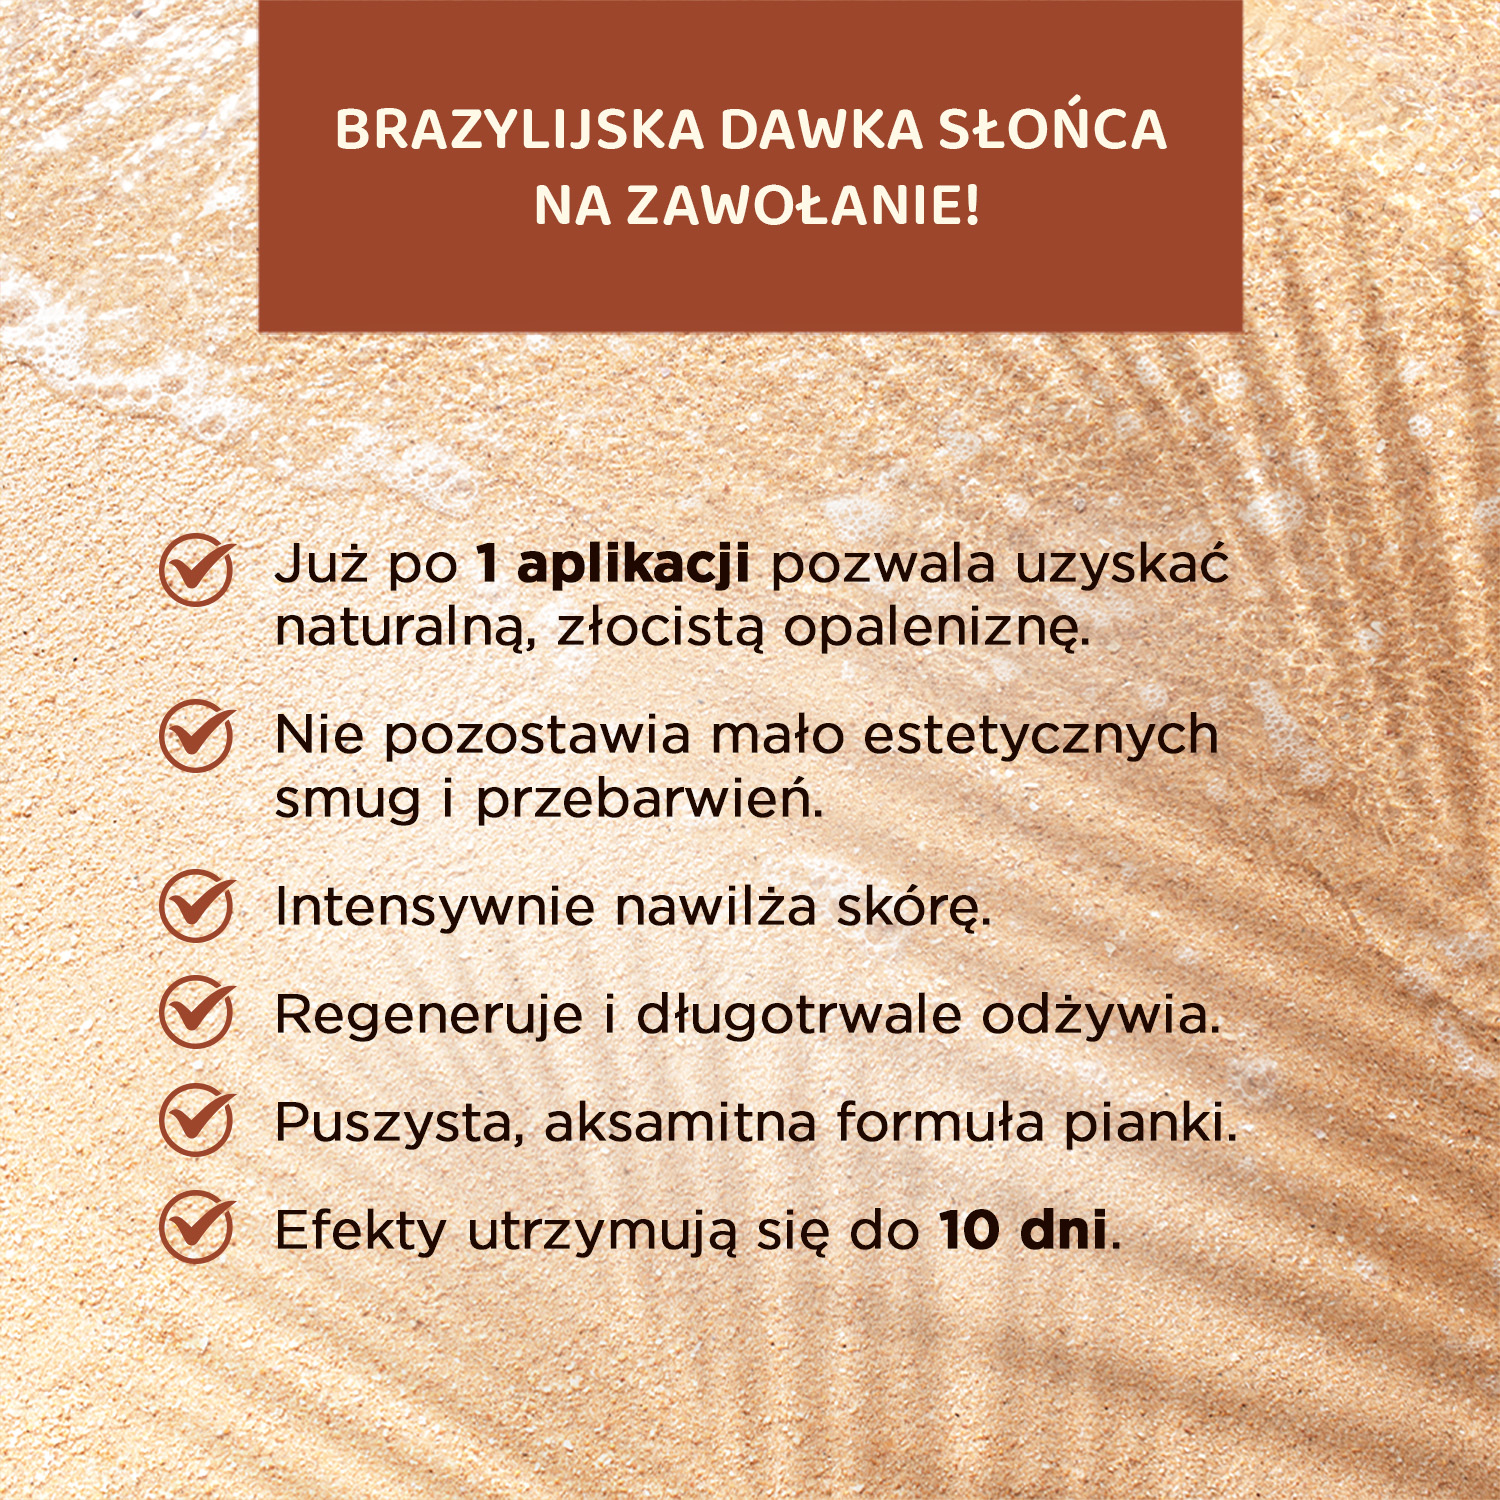 BRAZYLIJSKA DAWKA SŁOŃCA
NA ZAWOŁANIE!
Już po 1 aplikacji pozwala uzyskać
naturalną, złocistą opaleniznę.
Nie pozostawia mało estetycznych
smug i przebarwień.
Intensywnie nawilża skórę.
Regeneruje i długotrwale odżywia.
Puszysta, aksamitna formuła pianki.
Efekty utrzymują się do 10 dni.